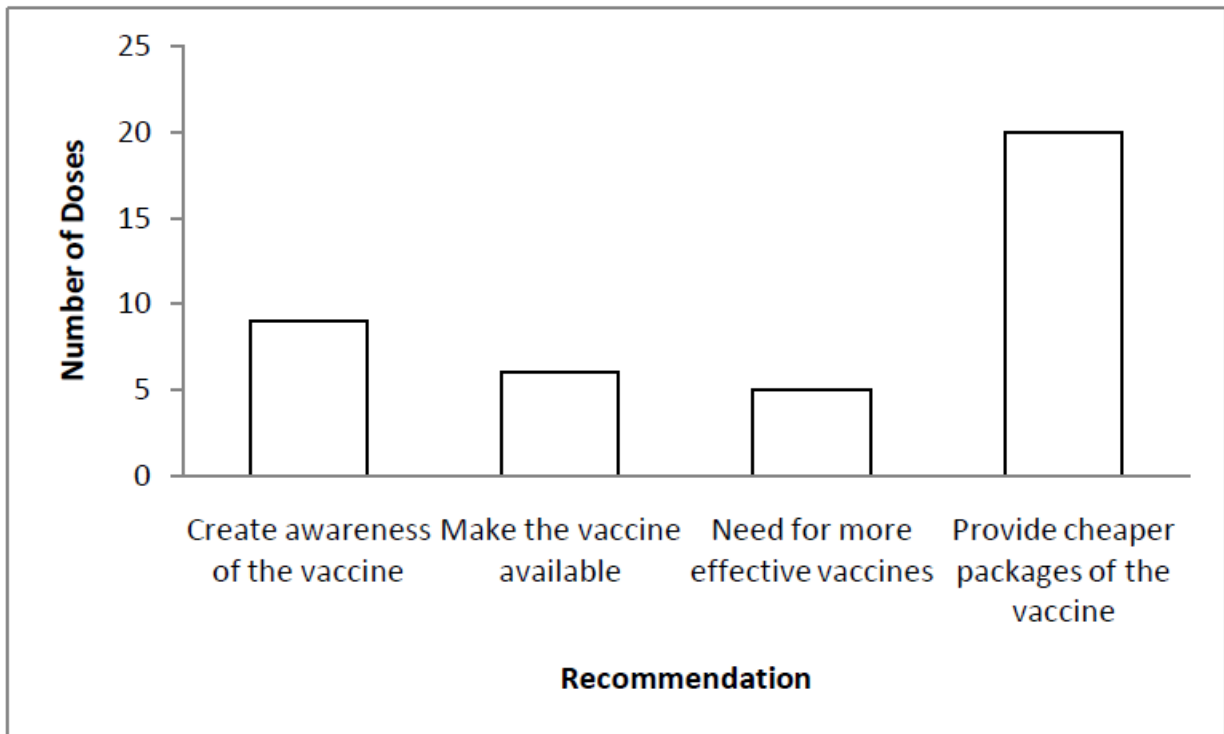 25
20
15
10
5
0
Number of Doses
Create awareness
of the vaccine
Make the vaccine
available
Need for more
effective vaccines
Provide cheaper
packages of the
vaccine
Recommendation